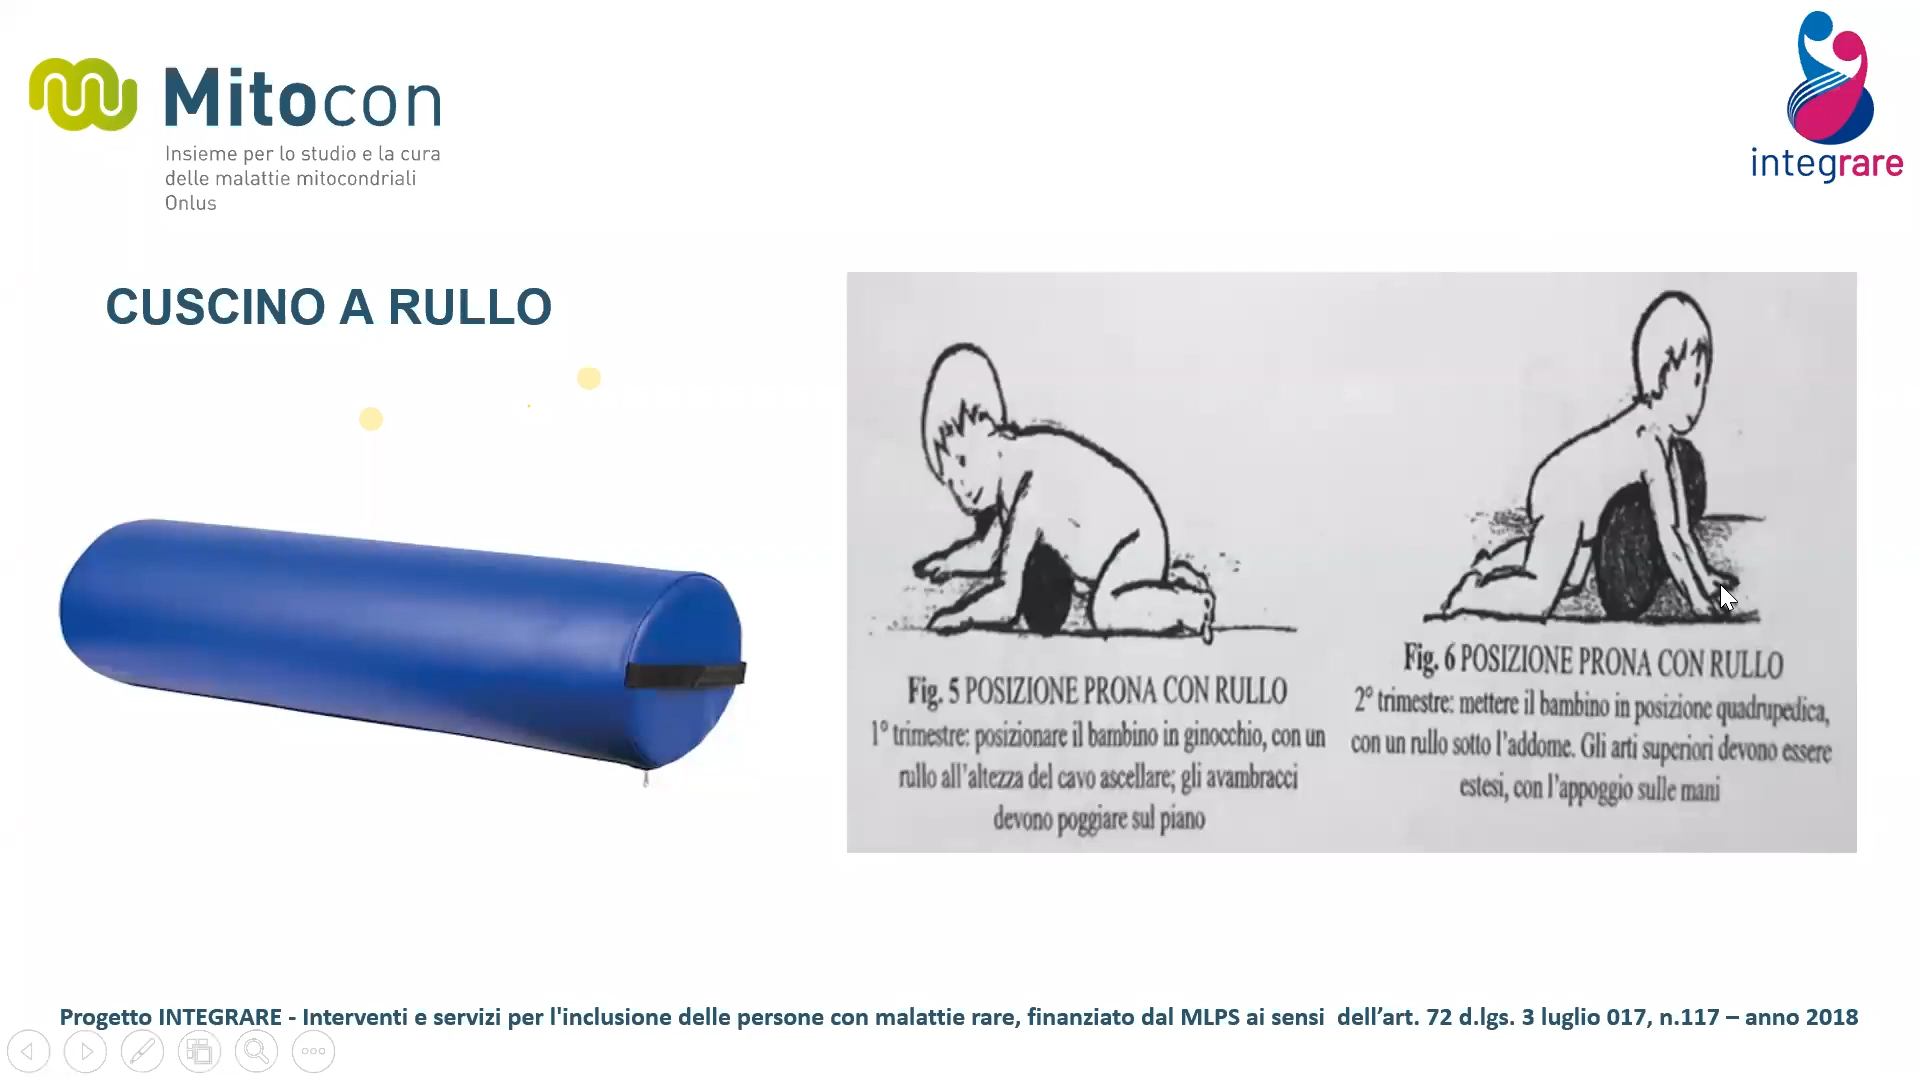 Mitocon
Insieme per lo studio e la cura
delle malattie mitocondriali
Onlus
integrare
CUSCINO A RULLO
Fig. 5 POSIZIONE PRONA CON RULLO
1° trimestre: posizionare il bambino in ginocchio, con un
rullo all'altezza del cavo ascellare; gli avambracci
devono poggiare sul piano
Fig. 6 POSIZIONE PRONA CON RULLO
2° trimestre: mettere il bambino in posizione quadrupedica,
con un rullo sotto l'addome. Gli arti superiori devono essere
estesi, con l'appoggio sulle mani
Progetto INTEGRARE - Interventi e servizi per l'inclusione delle persone con malattie rare, finanziato dal MLPS ai sensi  dell’art. 72 d.lgs. 3 luglio 017, n.117 – anno 2018